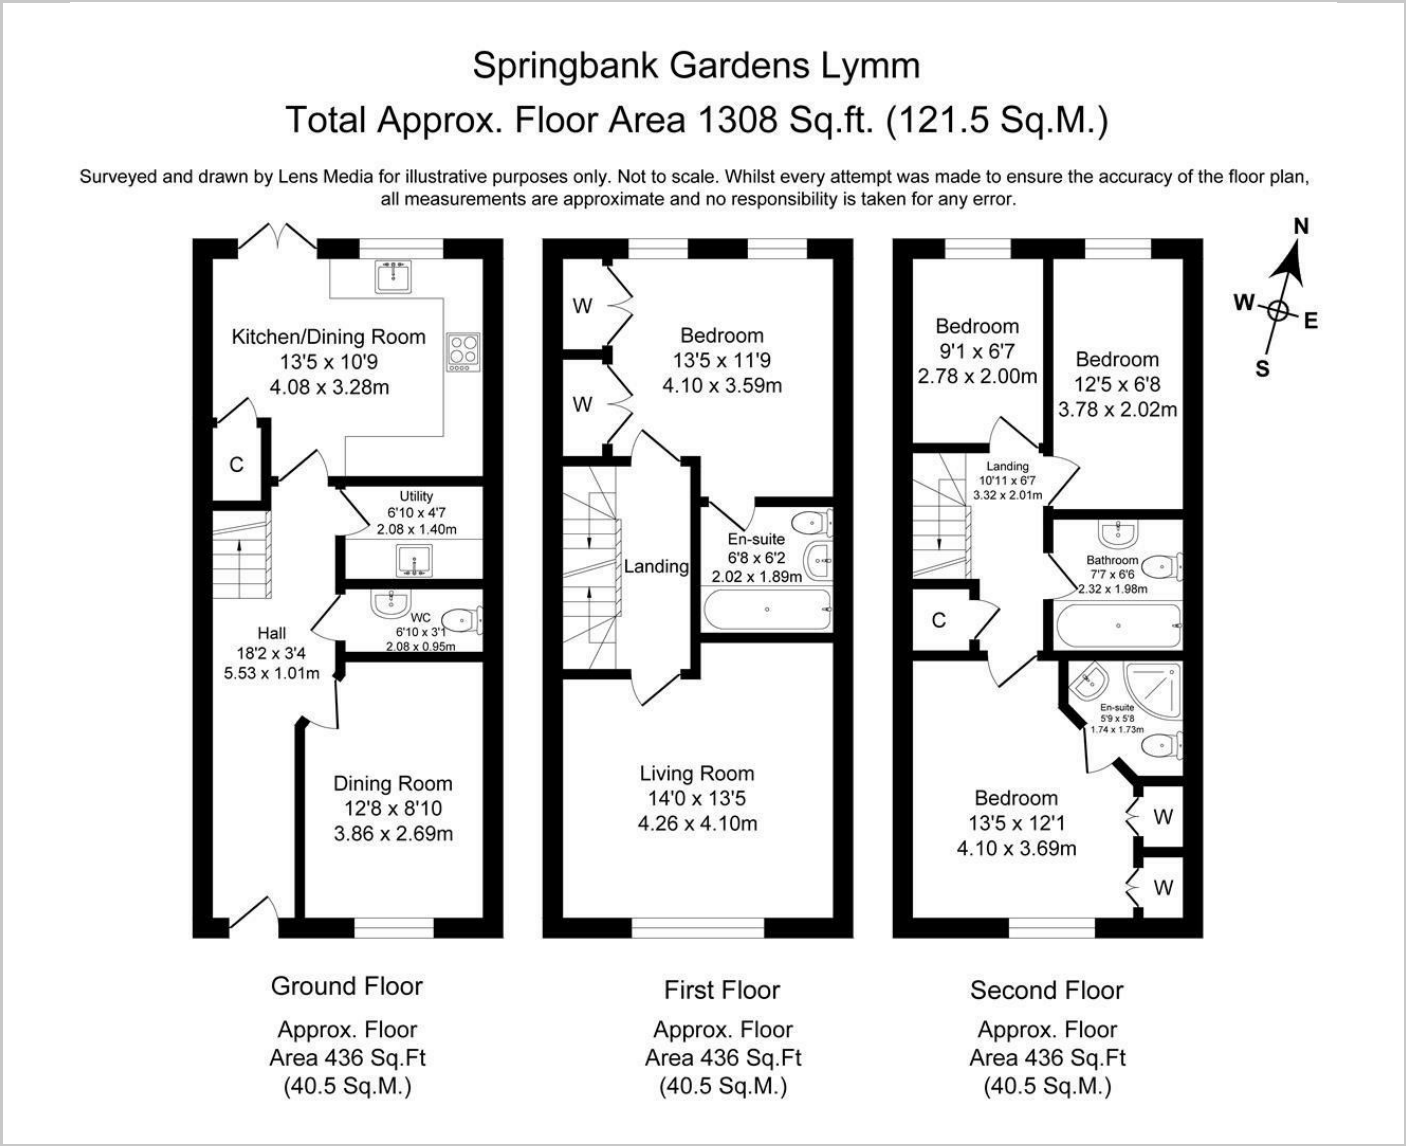 Springbank Gardens Lymm
Total Approx. Floor Area 1308 Sq.ft. (121.5 Sq.M.)
Surveyed and drawn by Lens Media for illustrative purposes only. Not to scale. Whilst every attempt was made to ensure the accuracy of the floor plan,
all measurements are approximate and no responsibility is taken for any error.
N
W
E
S
Kitchen/Dining Room
13'5 x 10'9
4.08 x 3.28m
C
Utility
6'10 x 4'7
2.08 x 1.40m
WC
6'10 x 3'1
2.08 x 0.95m
Hall
18'2 x 3'4
5.53 x 1.01m
Dining Room
12'8 x 8'10
3.86 x 2.69m
Ground Floor
Approx. Floor
Area 436 Sq.Ft
(40.5 Sq.M.)
W
W
Bedroom
13'5 x 11'9
4.10 x 3.59m
En-suite
6'8 x 6'2
2.02 x 1.89m
Landing
Living Room
14'0 x 13'5
4.26 x 4.10m
First Floor
Approx. Floor
Area 436 Sq.Ft
(40.5 Sq.M.)
Bedroom
9'1 x 6'7
2.78 x 2.00m
Bedroom
12'5 x 6'8
3.78 x 2.02m
Landing
10'11 x 6'7
3.32 x 2.01m
Bathroom
7'7 x 6'6
2.32 x 1.98m
C
En-suite
5'9 x 5'8
1.74 x 1.73m
Bedroom
13'5 x 12'1
4.10 x 3.69m
W
W
Second Floor
Approx. Floor
Area 436 Sq.Ft
(40.5 Sq.M.)